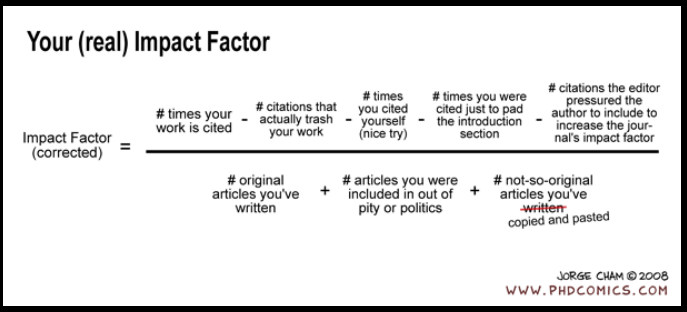 Your (real) Impact Factor
Impact Factor
(corrected)
=
# times your
work is cited
-
# citations that
actually trash
your work
-
# times
you cited
yourself
(nice try)
-
# times you were
cited just to pad
the introduction
section
-
# citations the editor
pressured the
author to include to
increase the jour-
nal's impact factor
# original
articles you've
written
+
# articles you were
included in out of
pity or politics
+
# not-so-original
articles you've
written
copied and pasted
JORGE CHAM © 2008
WWW.PHDCOMICS.COM